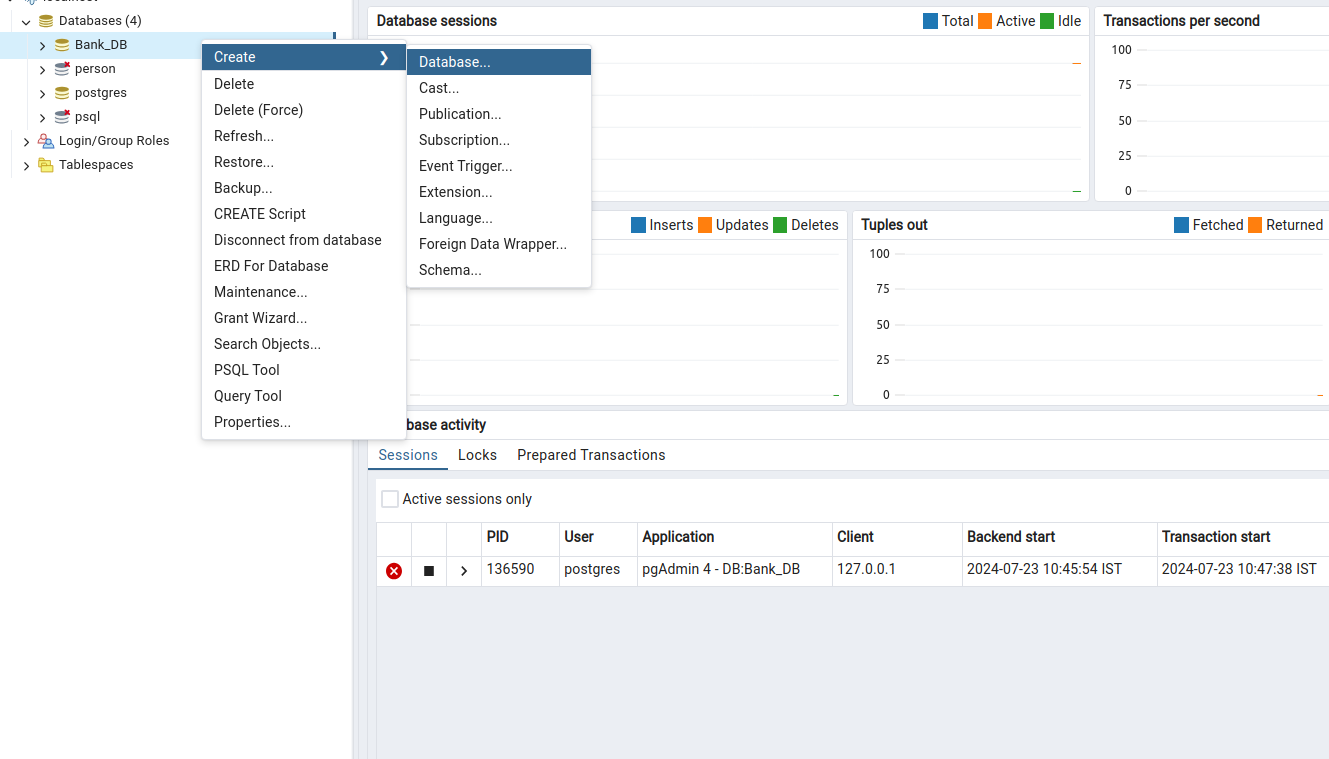 Databases (4)
Bank_DB
person
postgres
psql
Login/Group Roles
Tablespaces
Create
Delete
Delete (Force)
Refresh...
Restore...
Backup...
CREATE Script
Disconnect from database
ERD For Database
Maintenance...
Grant Wizard...
Search Objects...
PSQL Tool
Query Tool
Properties...
Database...
Cast...
Publication...
Subscription...
Event Trigger...
Extension...
Language...
Foreign Data Wrapper...
Schema...
Database sessions Total Active Idle
Transactions per second
100
75
50
25
0
Inserts Updates Deletes
Tuples out Fetched Returned
100
75
50
25
0
base activity
Sessions Locks Prepared Transactions
Active sessions only
PID User Application Client Backend start Transaction start
136590 postgres pgAdmin 4 - DB:Bank_DB 127.0.0.1 2024-07-23 10:45:54 IST 2024-07-23 10:47:38 IST